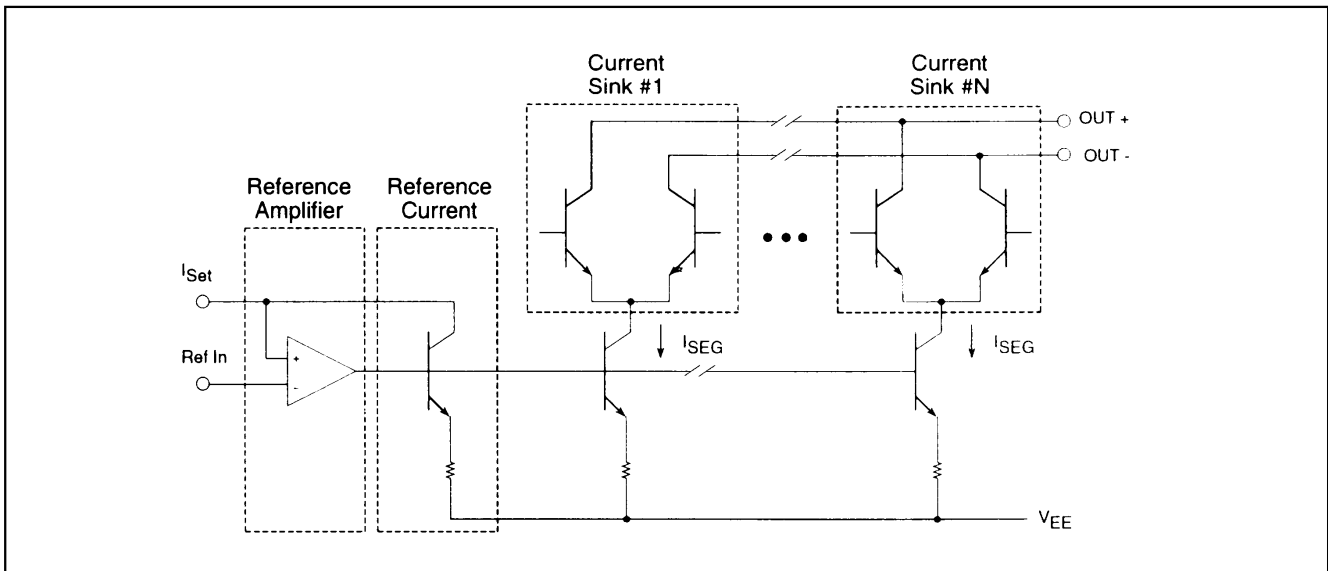 Current
Sink #1
Current
Sink #N
OUT +
OUT -
Reference
Amplifier
Reference
Current
ISet
Ref In
+
-
ISEG
ISEG
VEE